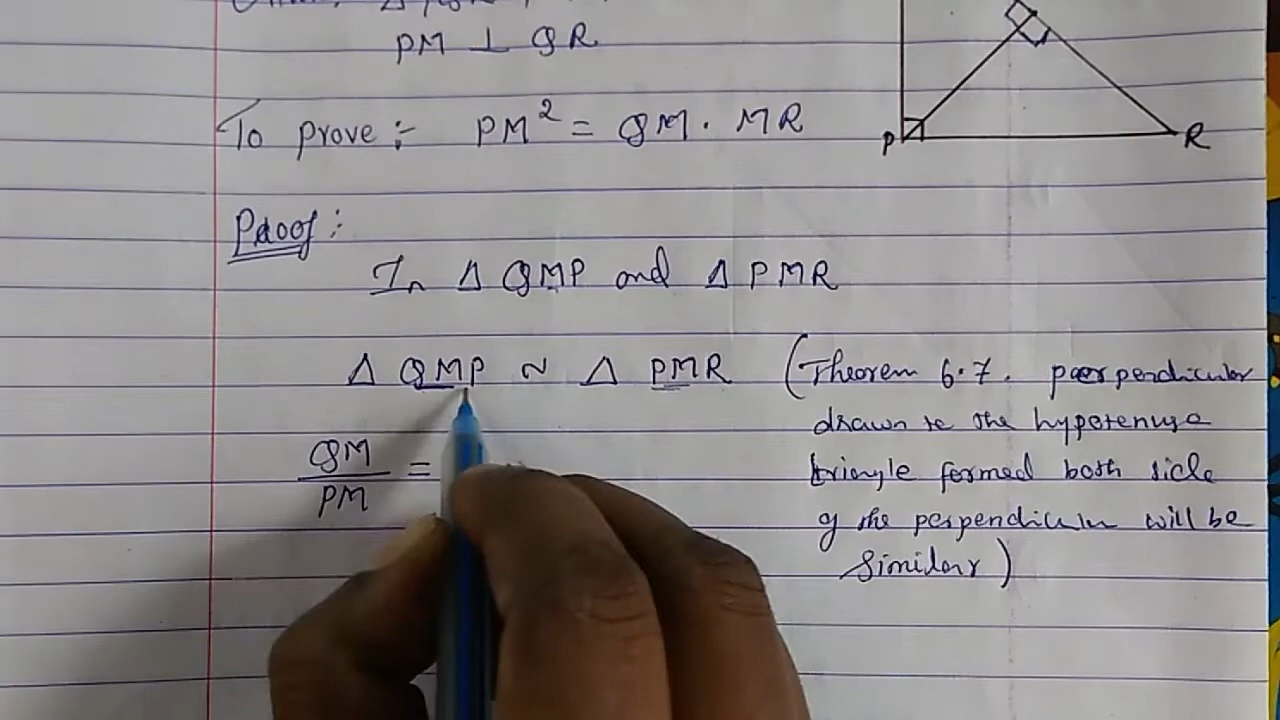 PM ⊥ QR
To prove :- PM² = QM . MR
P
R
Proof :
In Δ QMP and Δ PMR
Δ QMP ~ Δ PMR (Theorem 6.7. perpendicular
drawn to the hypotenuse
triangle formed both side
of the perpendicular will be
Similar)
QM
=
PM